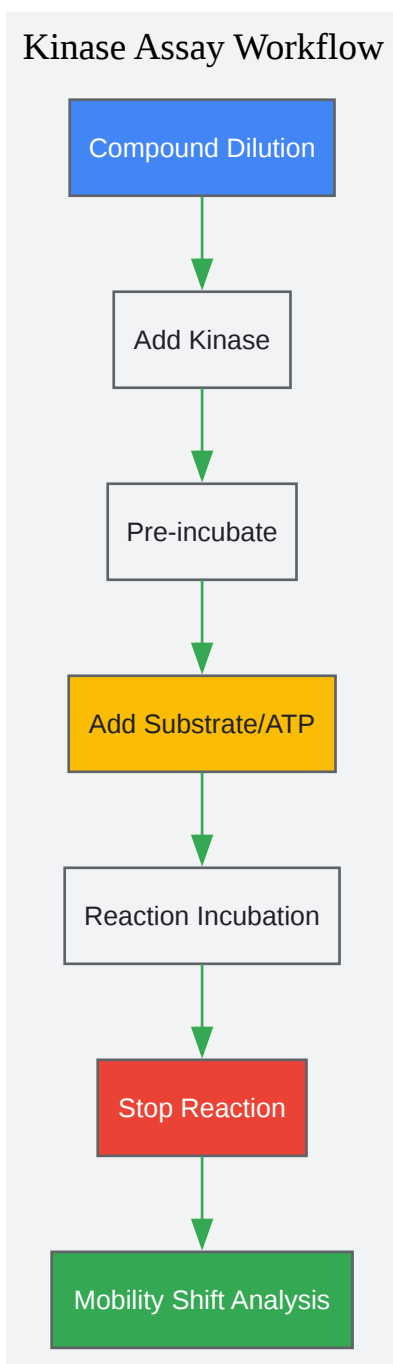 Kinase Assay Workflow
Compound Dilution
Add Kinase
Pre-incubate
Add Substrate/ATP
Reaction Incubation
Stop Reaction
Mobility Shift Analysis